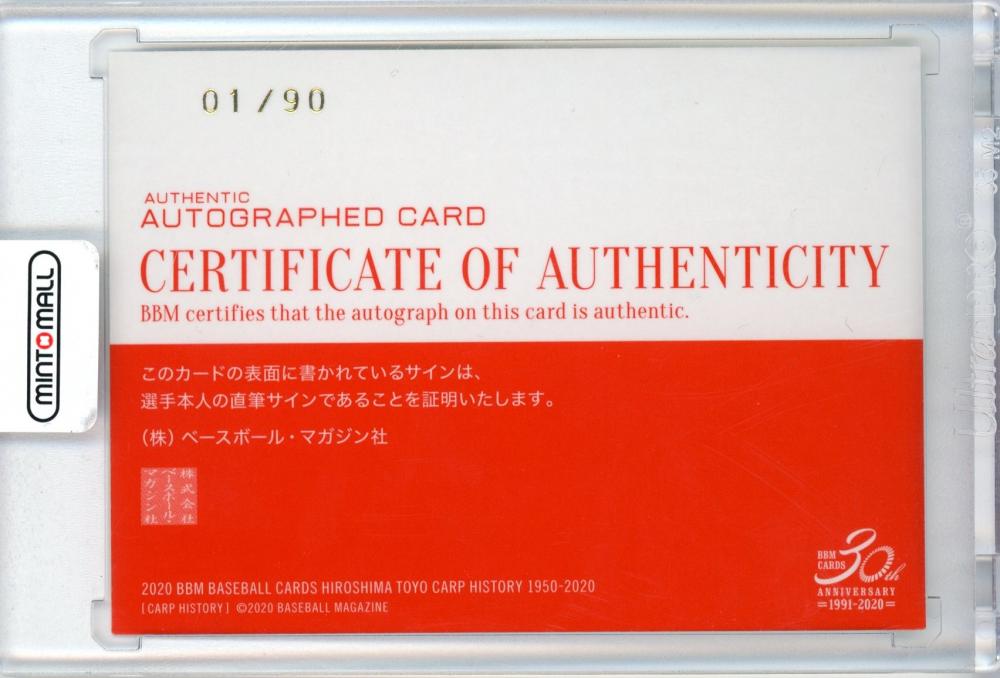 01/90
AUTHENTIC
AUTOGRAPHED CARD
CERTIFICATE OF AUTHENTICITY
BBM certifies that the autograph on this card is authentic.
MINTOMALL
このカードの表面に書かれているサインは、
選手本人の直筆サインであることを証明いたします。
（株）ベースボール・マガジン社
株式会社
ベースボール・
マガジン社
2020 BBM BASEBALL CARDS HIROSHIMA TOYO CARP HISTORY 1950-2020
[CARP HISTORY] ©2020 BASEBALL MAGAZINE
BBM
CARDS
30th
ANNIVERSARY
=1991-2020=